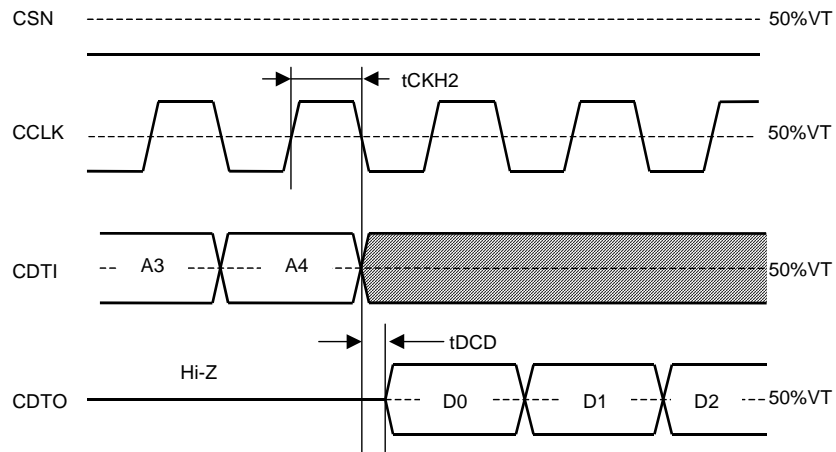 CSN 50%VT
tCKH2
CCLK 50%VT
CDTI A3 A4 50%VT
tDCD
Hi-Z
CDTO D0 D1 D2 50%VT